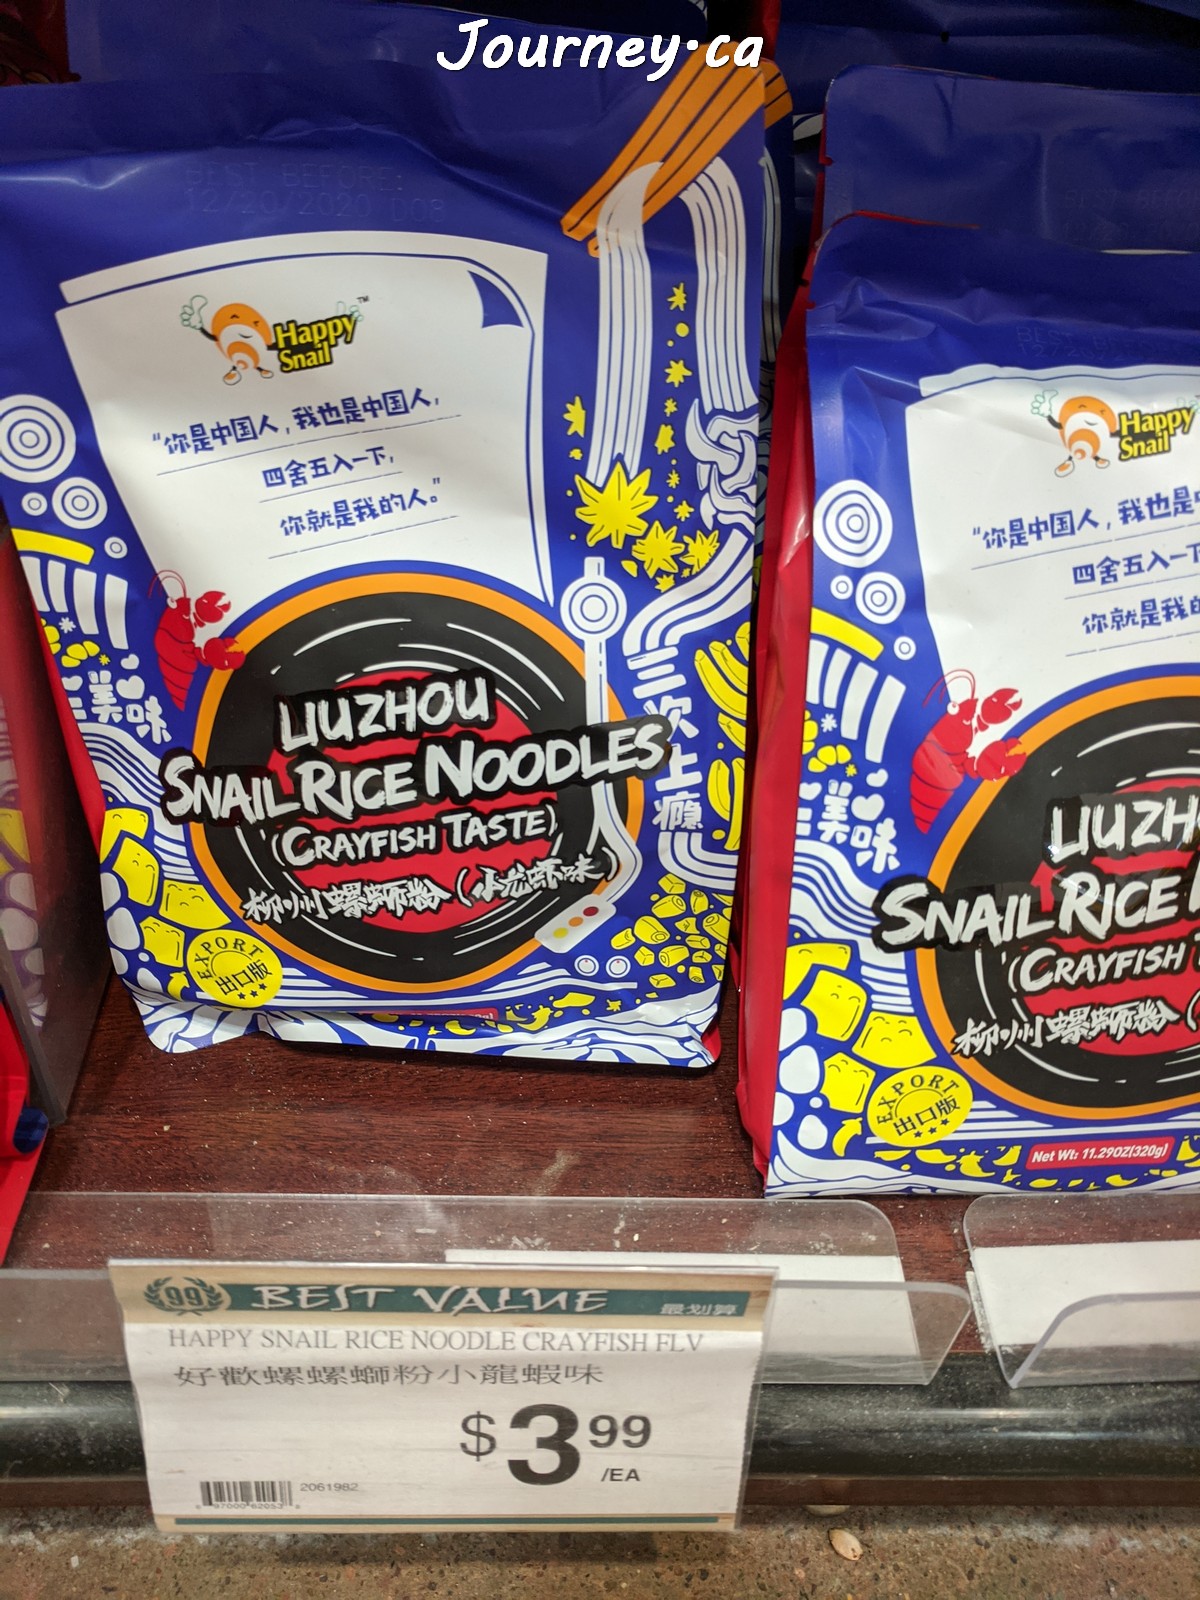 Journey.ca
BEST BEFORE:
12/20/2020 D08
Happy
Snail
TM
“你是中国人，我也是中国人，
四舍五入一下，
你就是我的人。”
三美味
三次上瘾
LIUZHOU
SNAIL RICE NOODLES
(CRAYFISH TASTE)
柳州螺蛳粉（小龙虾味）
EXPORT
出口版
BEST BEFO
Happy
Snail
“你是中国人，我也是
四舍五入一下
你就是我的
美味
LIUZH
SNAIL RICE
(CRAYFISH
柳州螺蛳粉（
EXPORT
出口版
Net Wt: 11.29OZ(320g)
99 BEST VALUE 最划算
HAPPY SNAIL RICE NOODLE CRAYFISH FLV
好歡螺螺螄粉小龍蝦味
$3.99
/EA
2061982